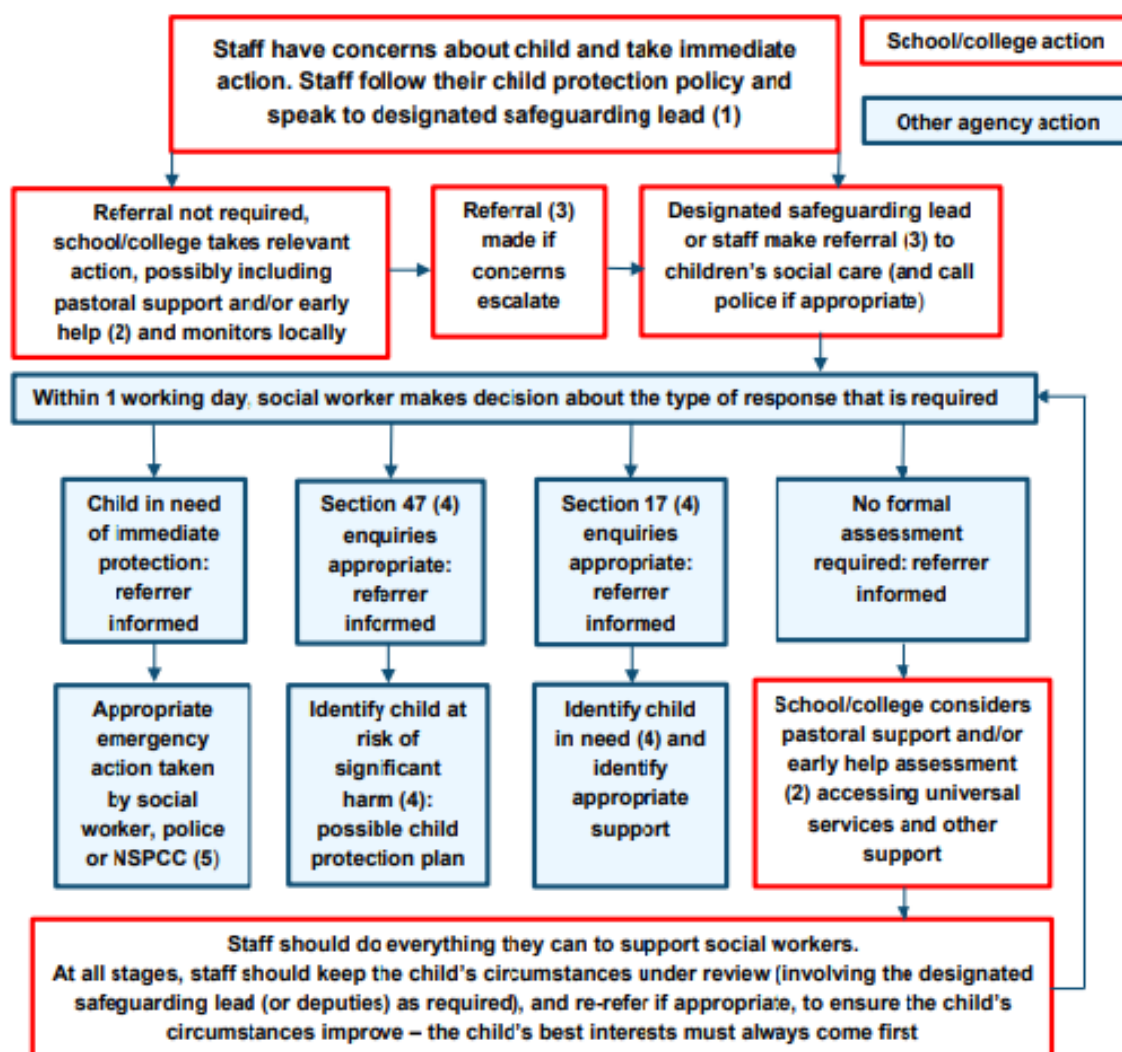 Staff have concerns about child and take immediate
action. Staff follow their child protection policy and
speak to designated safeguarding lead (1)
School/college action
Other agency action
Referral not required,
school/college takes relevant
action, possibly including
pastoral support and/or early
help (2) and monitors locally
Referral (3)
made if
concerns
escalate
Designated safeguarding lead
or staff make referral (3) to
children's social care (and call
police if appropriate)
Within 1 working day, social worker makes decision about the type of response that is required
Child in need
of immediate
protection:
referrer
informed
Section 47 (4)
enquiries
appropriate:
referrer
informed
Section 17 (4)
enquiries
appropriate:
referrer
informed
No formal
assessment
required: referrer
informed
Appropriate
emergency
action taken
by social
worker, police
or NSPCC (5)
Identify child at
risk of
significant
harm (4):
possible child
protection plan
Identify child
in need (4) and
identify
appropriate
support
School/college considers
pastoral support and/or
early help assessment
(2) accessing universal
services and other
support
Staff should do everything they can to support social workers.
At all stages, staff should keep the child's circumstances under review (involving the designated
safeguarding lead (or deputies) as required), and re-refer if appropriate, to ensure the child's
circumstances improve – the child's best interests must always come first